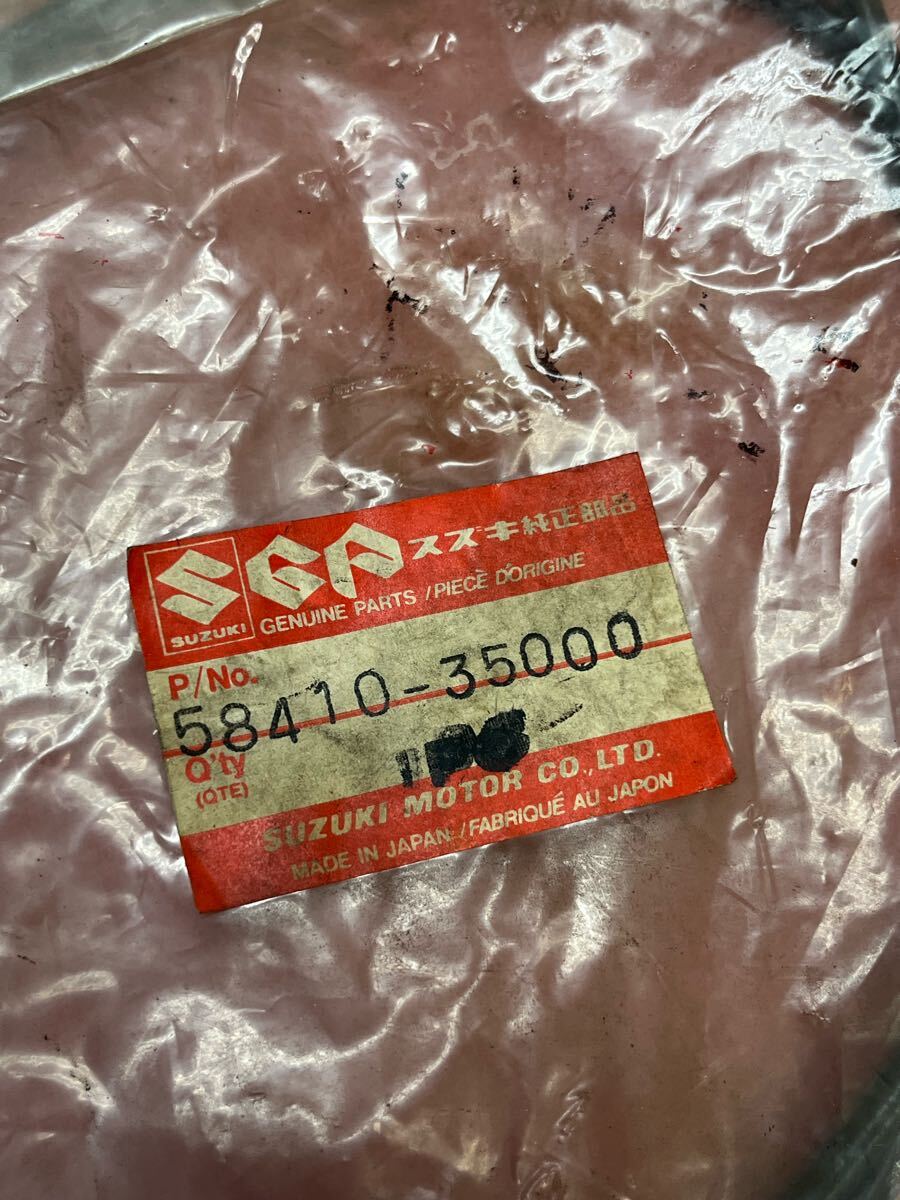 SGP スズキ純正部品
SUZUKI GENUINE PARTS / PIECE D'ORIGINE
P/No.
58410-35000
Q'ty
(QTE)
1PC
SUZUKI MOTOR CO., LTD.
MADE IN JAPAN / FABRIQUÉ AU JAPON